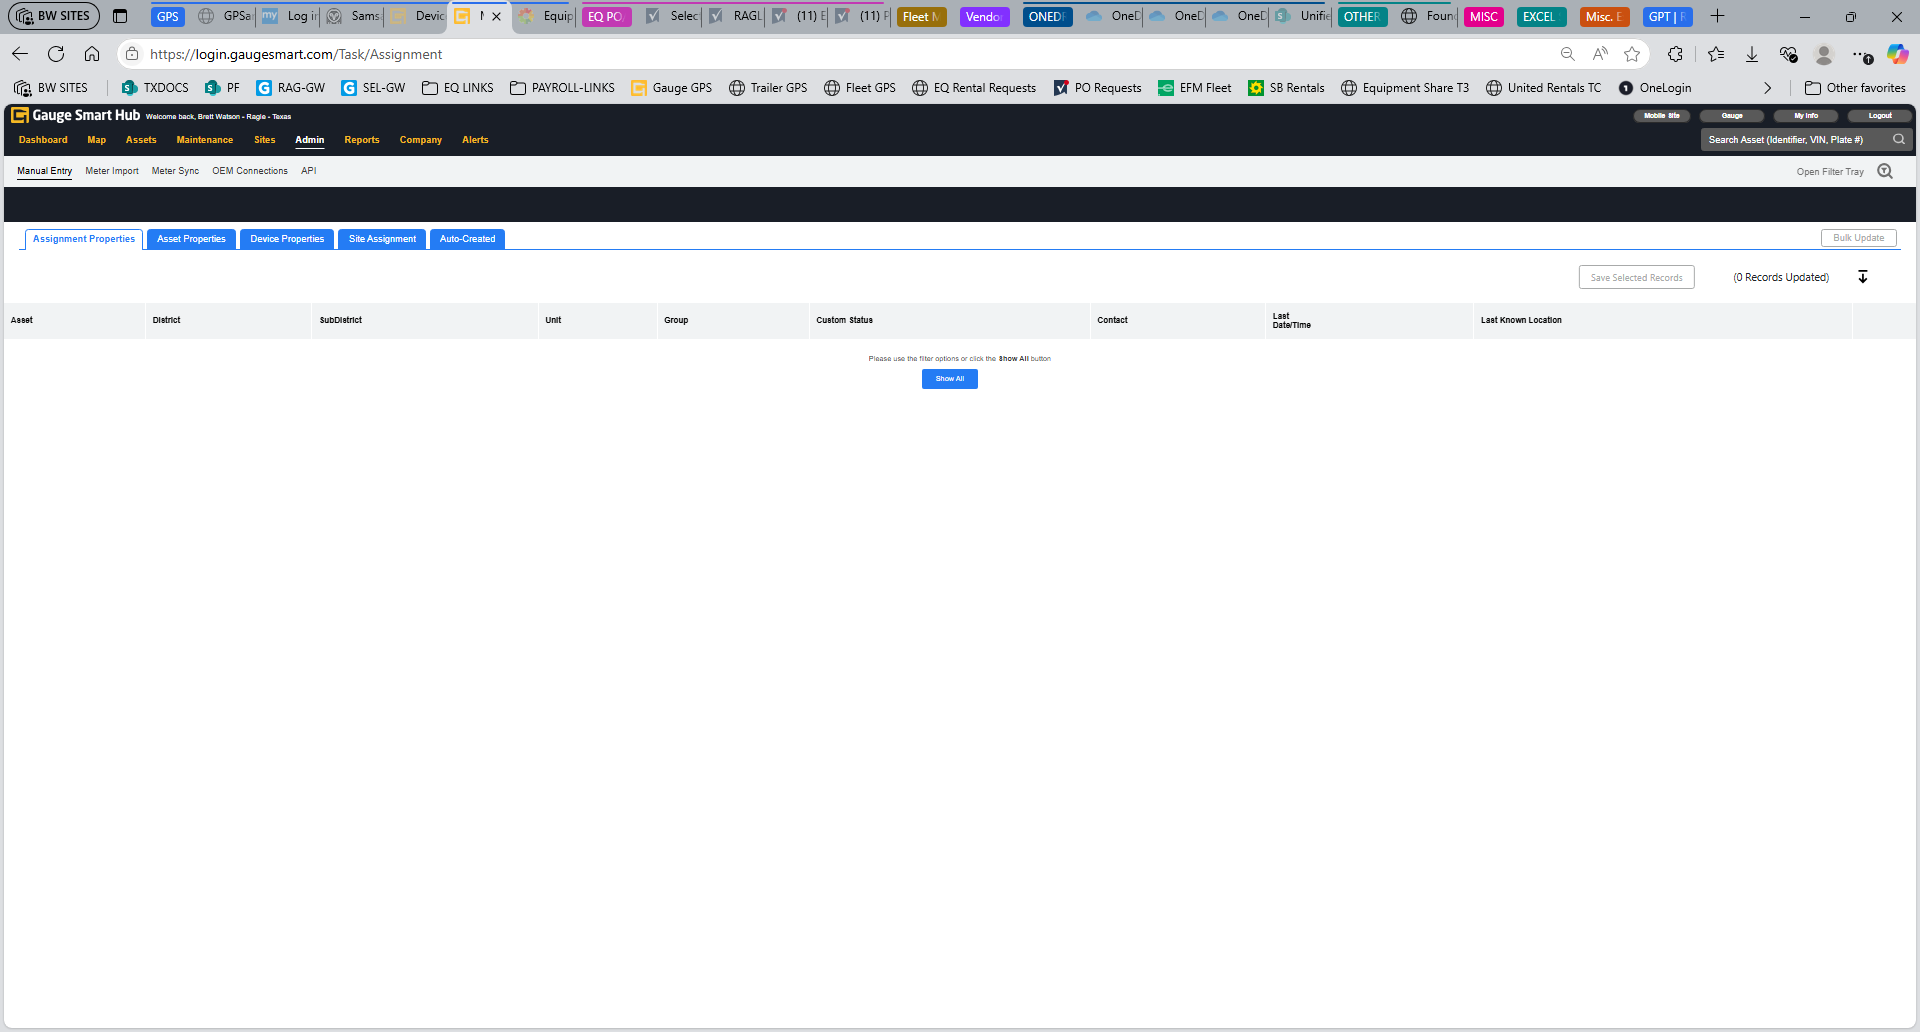 BW SITES GPS GPSar my Log in Sams Devic Equip EQ PO Selec RAGL (11) E (11) F Fleet M Vendor ONEDR OneD OneD OneD Unifie OTHER Foun MISC EXCEL Misc. E GPT | R
https://login.gaugesmart.com/Task/Assignment
BW SITES TXDOCS PF RAG-GW SEL-GW EQ LINKS PAYROLL-LINKS Gauge GPS Trailer GPS Fleet GPS EQ Rental Requests PO Requests EFM Fleet SB Rentals Equipment Share T3 United Rentals TC OneLogin Other favorites
Gauge Smart Hub Welcome back, Brett Watson - Ragle - Texas Mobile Site Gauge My Info Logout
Dashboard Map Assets Maintenance Sites Admin Reports Company Alerts Search Asset (Identifier, VIN, Plate #)
Manual Entry Meter Import Meter Sync OEM Connections API Open Filter Tray
Assignment Properties Asset Properties Device Properties Site Assignment Auto-Created Bulk Update
Save Selected Records (0 Records Updated)
Asset District SubDistrict Unit Group Custom Status Contact Last Date/Time Last Known Location
Please use the filter options or click the Show All button
Show All